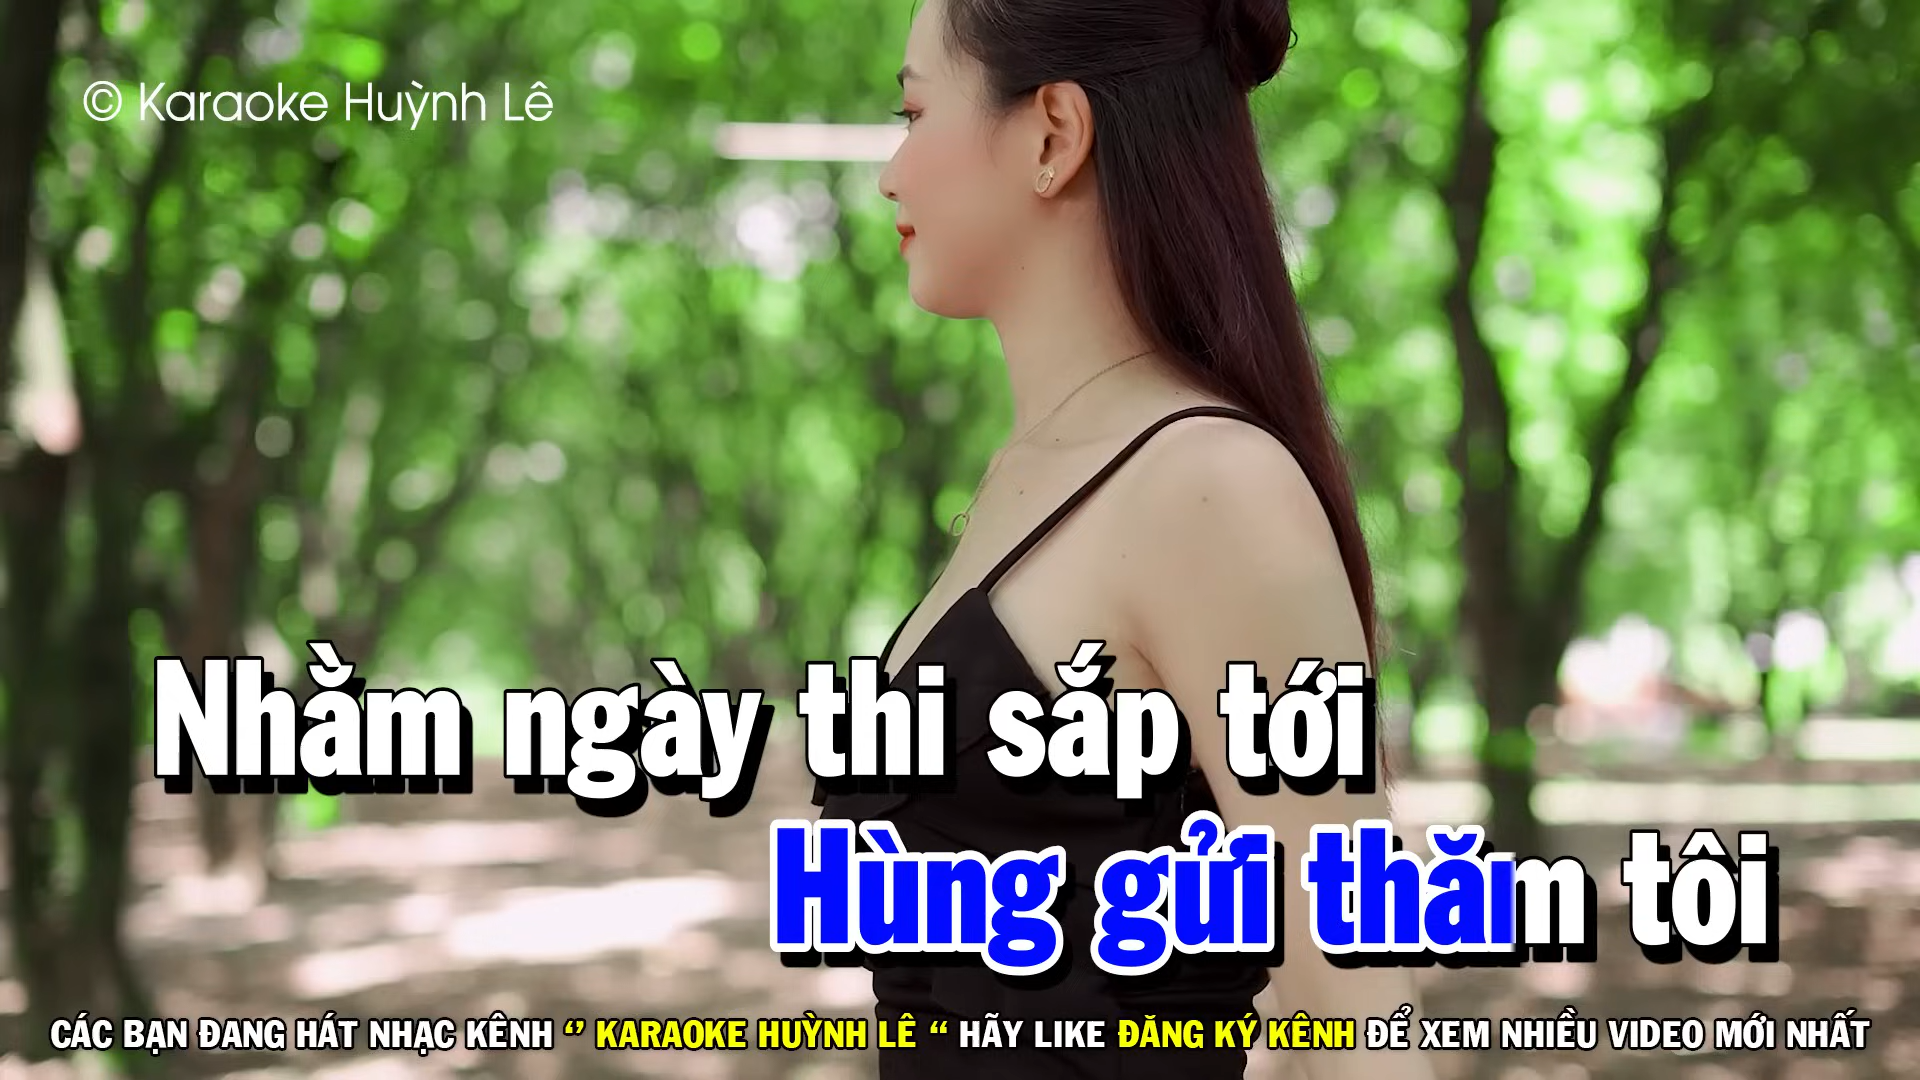 © Karaoke Huỳnh Lê
Nhằm ngày thi sắp tới
Hùng gửi thăm tôi
CÁC BẠN ĐANG HÁT NHẠC KÊNH “ KARAOKE HUỲNH LÊ “ HÃY LIKE ĐĂNG KÝ KÊNH ĐỂ XEM NHIỀU VIDEO MỚI NHẤT